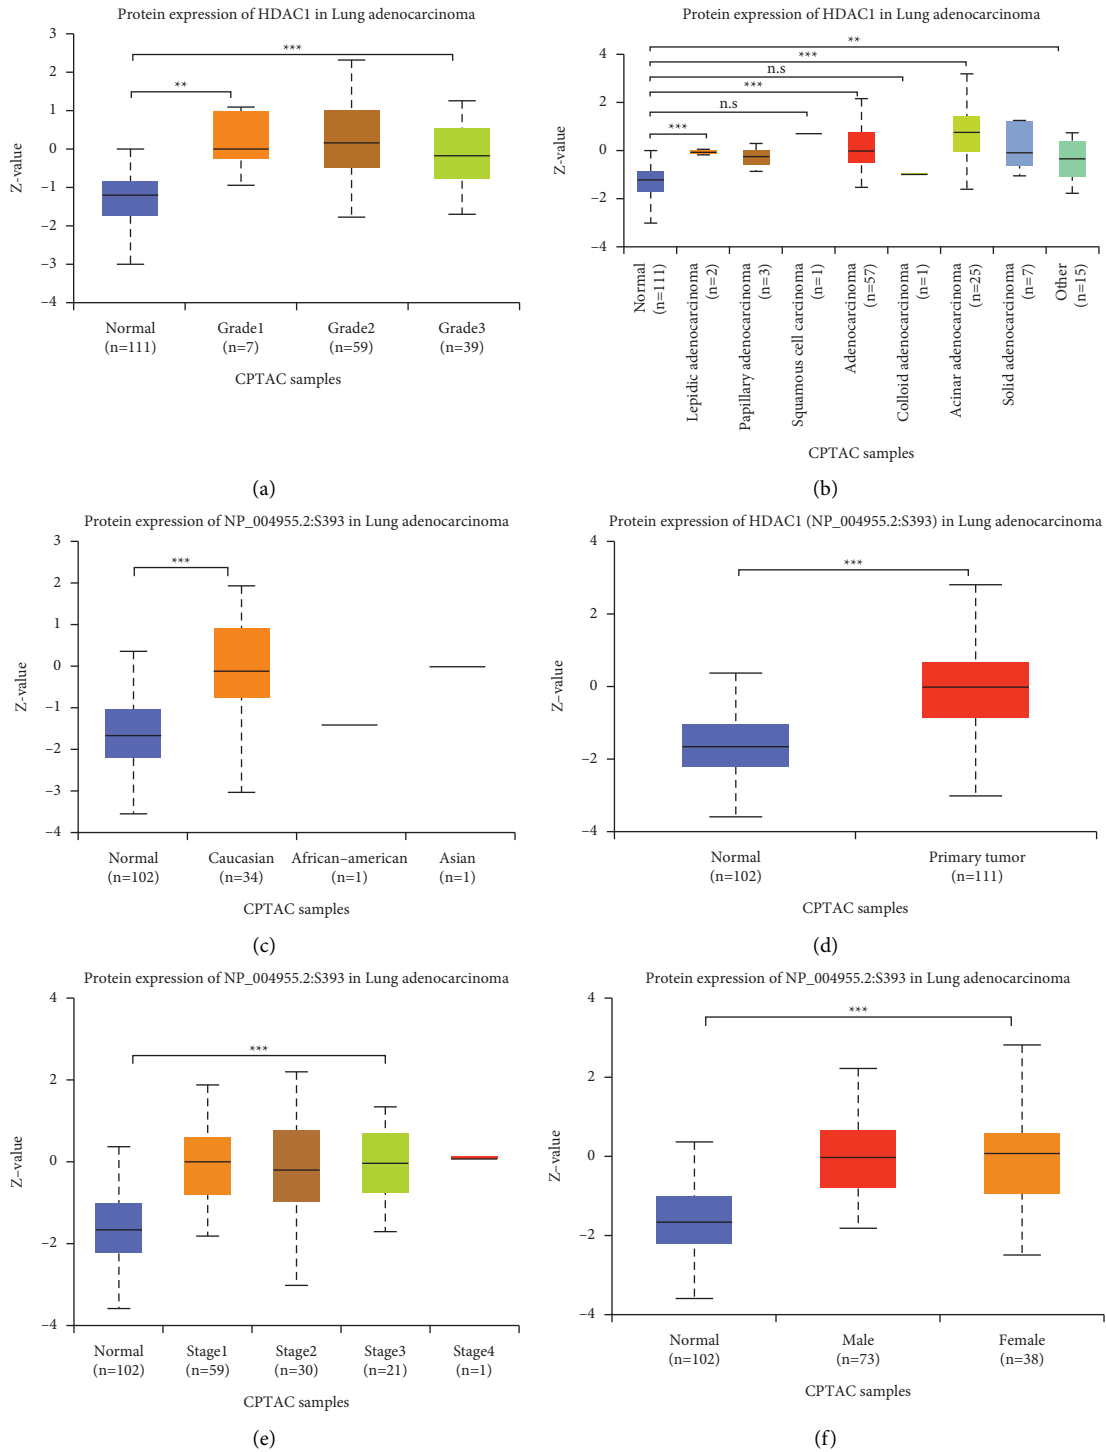 Protein expression of HDAC1 in Lung adenocarcinoma
3
2
1
0
−1
−2
−3
−4
Z-value
***
**
Normal
(n=111)
Grade1
(n=7)
Grade2
(n=59)
Grade3
(n=39)
CPTAC samples
(a)
Protein expression of HDAC1 in Lung adenocarcinoma
4
2
0
−2
−4
Z-value
**
***
n.s
***
n.s
***
Normal
(n=111)
Lepidic adenocarcinoma
(n=2)
Papillary adenocarcinoma
(n=3)
Squamous cell carcinoma
(n=1)
Adenocarcinoma
(n=57)
Colloid adenocarcinoma
(n=1)
Acinar adenocarcinoma
(n=25)
Solid adenocarcinoma
(n=7)
Other
(n=15)
CPTAC samples
(b)
Protein expression of NP_004955.2:S393 in Lung adenocarcinoma
3
2
1
0
−1
−2
−3
−4
Z-value
***
Normal
(n=102)
Caucasian
(n=34)
African–american
(n=1)
Asian
(n=1)
CPTAC samples
(c)
Protein expression of HDAC1 (NP_004955.2:S393) in Lung adenocarcinoma
4
2
0
−2
−4
Z–value
***
Normal
(n=102)
Primary tumor
(n=111)
CPTAC samples
(d)
Protein expression of NP_004955.2:S393 in Lung adenocarcinoma
4
2
0
−2
−4
Z–value
***
Normal
(n=102)
Stage1
(n=59)
Stage2
(n=30)
Stage3
(n=21)
Stage4
(n=1)
CPTAC samples
(e)
Protein expression of NP_004955.2:S393 in Lung adenocarcinoma
4
2
0
−2
−4
Z–value
***
Normal
(n=102)
Male
(n=73)
Female
(n=38)
CPTAC samples
(f)